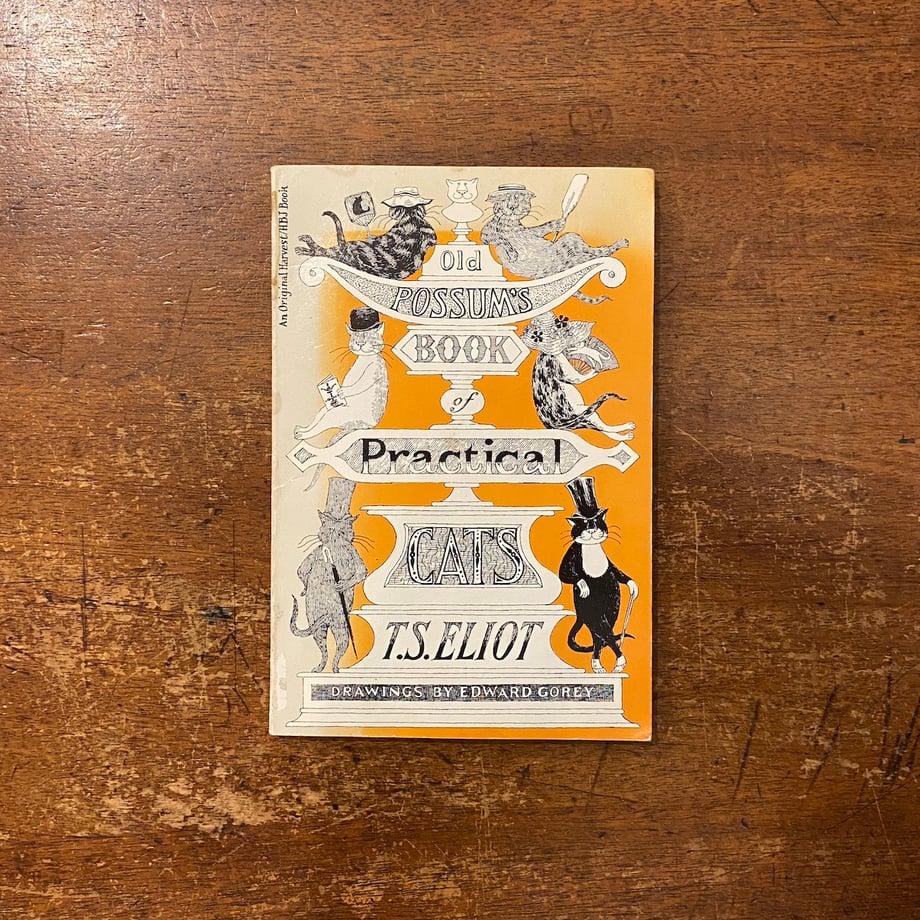 An Original Harvest/HBJ Book
Old
POSSUM'S
BOOK
of
Practical
CATS
T.S. ELIOT
DRAWINGS BY EDWARD GOREY